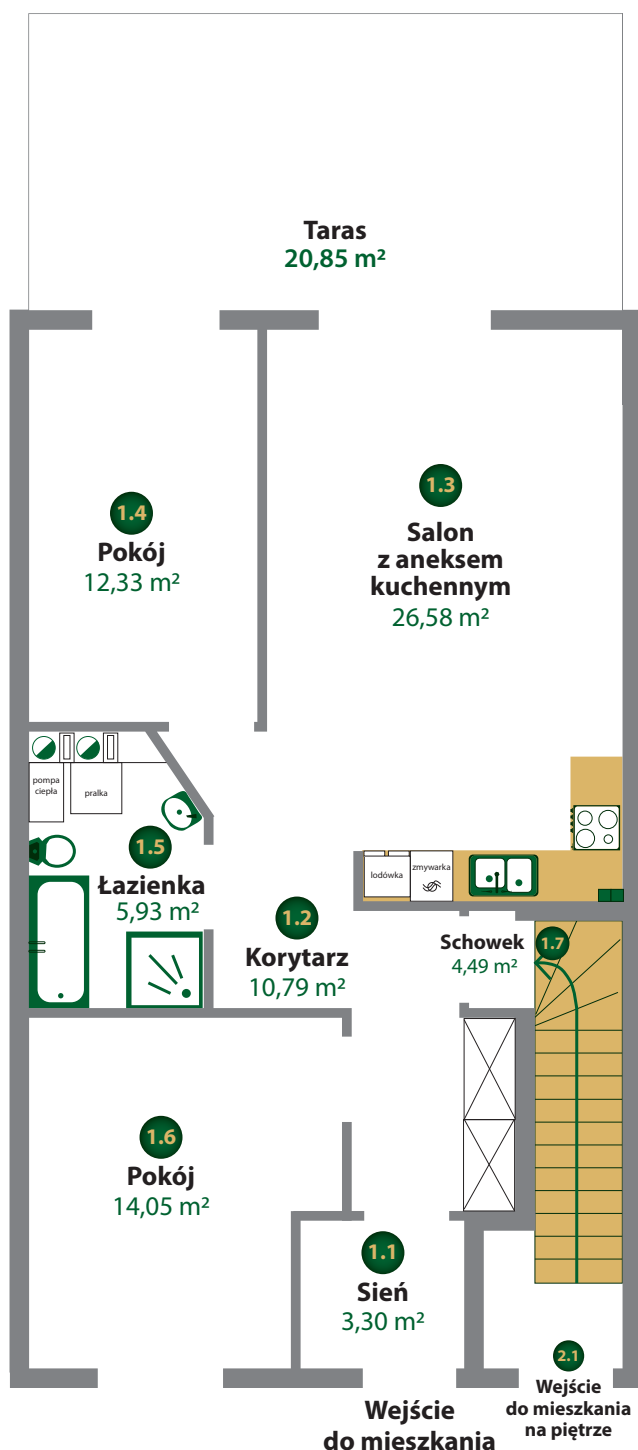 Taras
20,85 m²
1.4
Pokój
12,33 m²
1.3
Salon
z aneksem
kuchennym
26,58 m²
pompa
ciepła
pralka
1.5
Łazienka
5,93 m²
lodówka
zmywarka
1.2
Korytarz
10,79 m²
Schowek
4,49 m²
1.7
1.6
Pokój
14,05 m²
1.1
Sień
3,30 m²
Wejście
do mieszkania
2.1
Wejście
do mieszkania
na piętrze